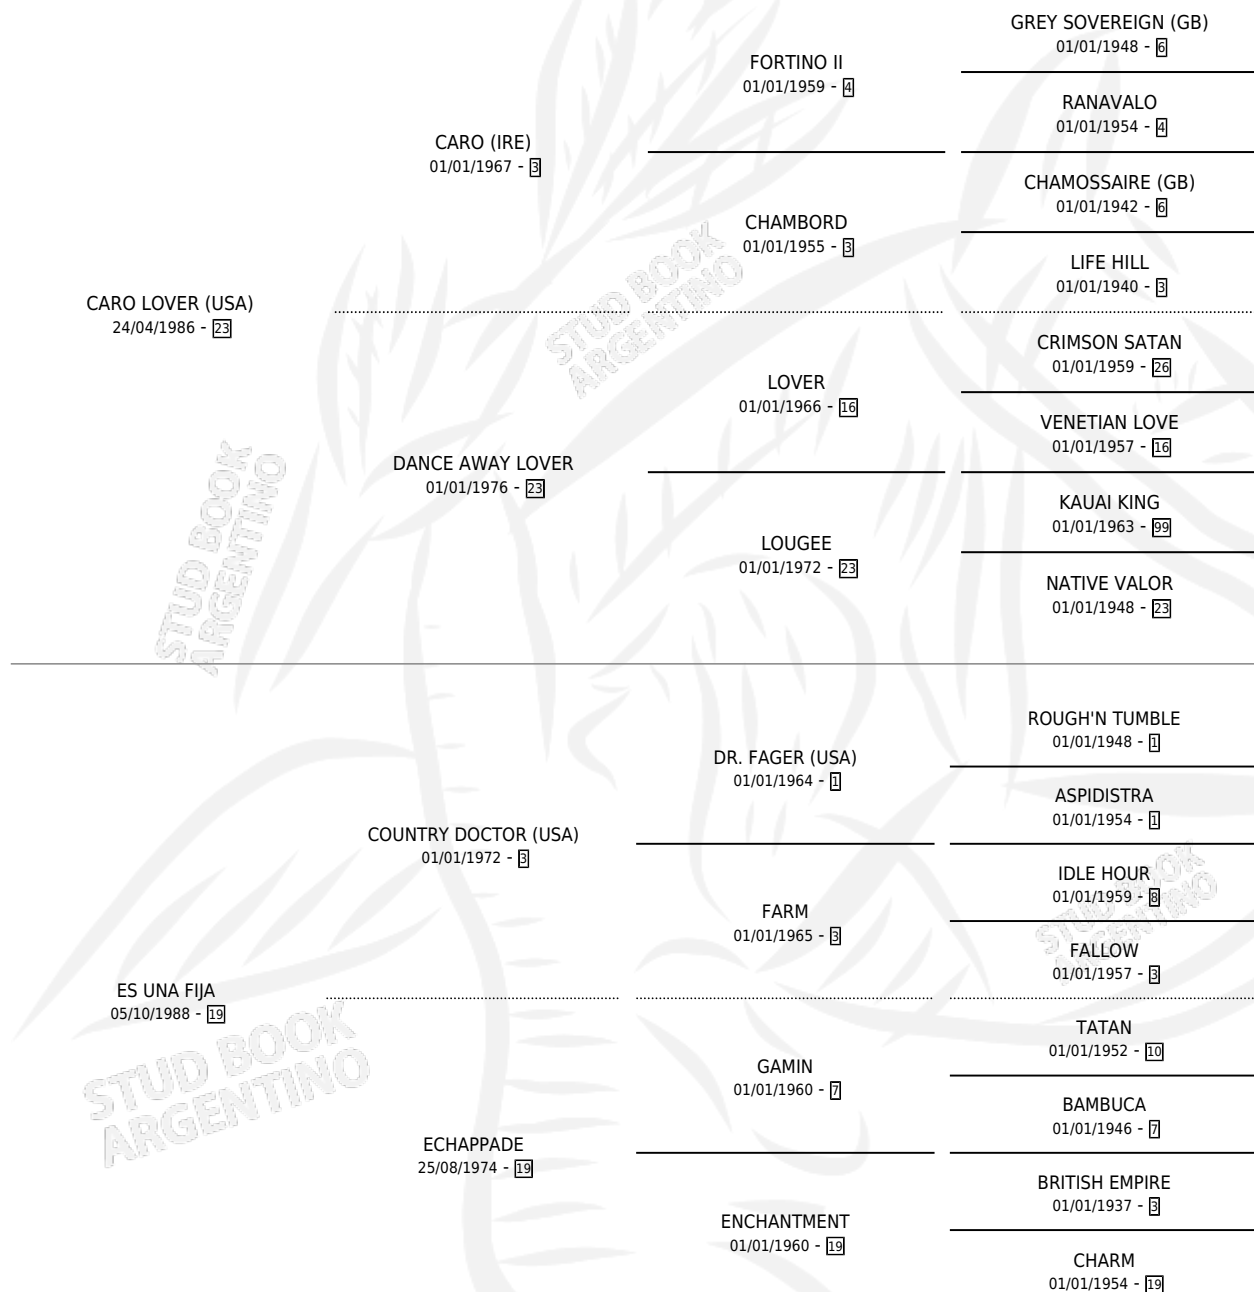 GREY SOVEREIGN (GB)
01/01/1948 - 6
FORTINO II
01/01/1959 - 4
RANAVALO
01/01/1954 - 4
CARO (IRE)
01/01/1967 - 3
CHAMOSSAIRE (GB)
01/01/1942 - 6
CHAMBORD
01/01/1955 - 3
LIFE HILL
01/01/1940 - 3
CARO LOVER (USA)
24/04/1986 - 23
CRIMSON SATAN
01/01/1959 - 26
LOVER
01/01/1966 - 16
VENETIAN LOVE
01/01/1957 - 16
DANCE AWAY LOVER
01/01/1976 - 23
KAUAI KING
01/01/1963 - 99
LOUGEE
01/01/1972 - 23
NATIVE VALOR
01/01/1948 - 23
ROUGH'N TUMBLE
01/01/1948 - 1
DR. FAGER (USA)
01/01/1964 - 1
ASPIDISTRA
01/01/1954 - 1
COUNTRY DOCTOR (USA)
01/01/1972 - 3
IDLE HOUR
01/01/1959 - 8
FARM
01/01/1965 - 3
FALLOW
01/01/1957 - 3
ES UNA FIJA
05/10/1988 - 19
TATAN
01/01/1952 - 10
GAMIN
01/01/1960 - 7
BAMBUCA
01/01/1946 - 7
ECHAPPADE
25/08/1974 - 19
BRITISH EMPIRE
01/01/1937 - 3
ENCHANTMENT
01/01/1960 - 19
CHARM
01/01/1954 - 19
STUD BOOK
ARGENTINO
STUD BOOK
ARGENTINO
STUD BOOK
ARGENTINO
STUD BOOK
ARGENTINO